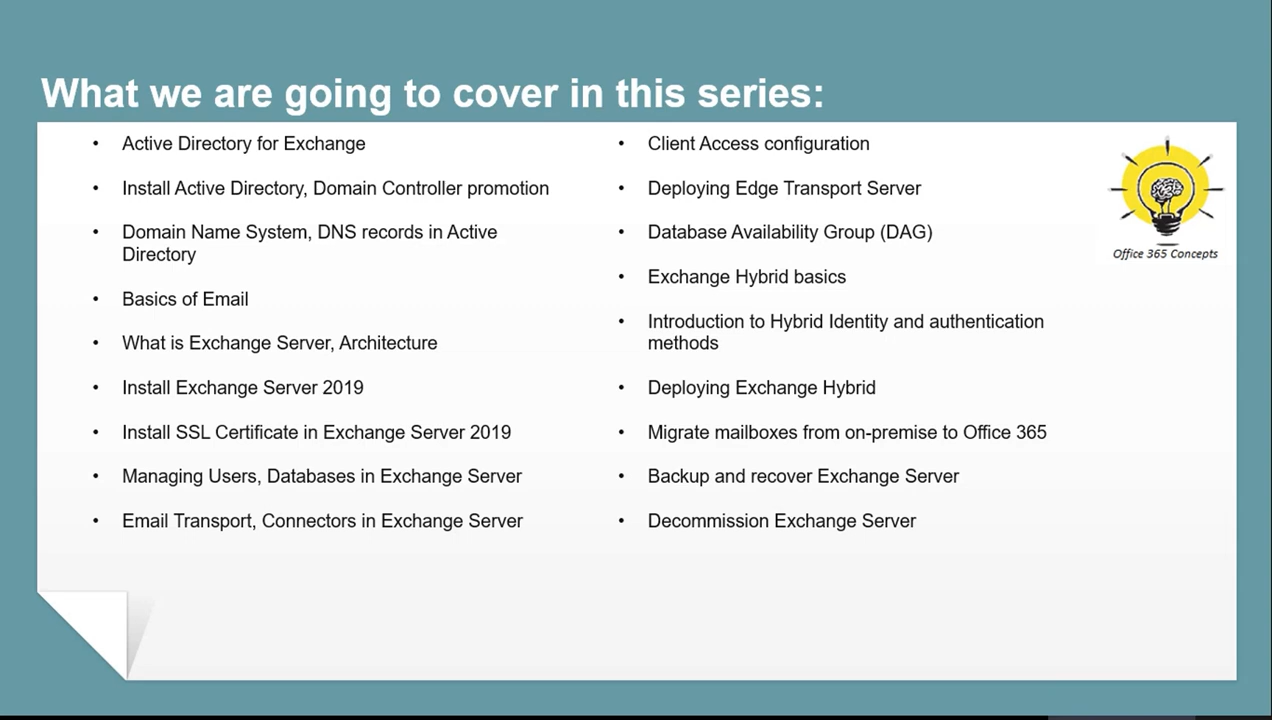 What we are going to cover in this series:
• Active Directory for Exchange
• Install Active Directory, Domain Controller promotion
• Domain Name System, DNS records in Active
Directory
• Basics of Email
• What is Exchange Server, Architecture
• Install Exchange Server 2019
• Install SSL Certificate in Exchange Server 2019
• Managing Users, Databases in Exchange Server
• Email Transport, Connectors in Exchange Server
• Client Access configuration
• Deploying Edge Transport Server
• Database Availability Group (DAG)
• Exchange Hybrid basics
• Introduction to Hybrid Identity and authentication
methods
• Deploying Exchange Hybrid
• Migrate mailboxes from on-premise to Office 365
• Backup and recover Exchange Server
• Decommission Exchange Server
Office 365 Concepts